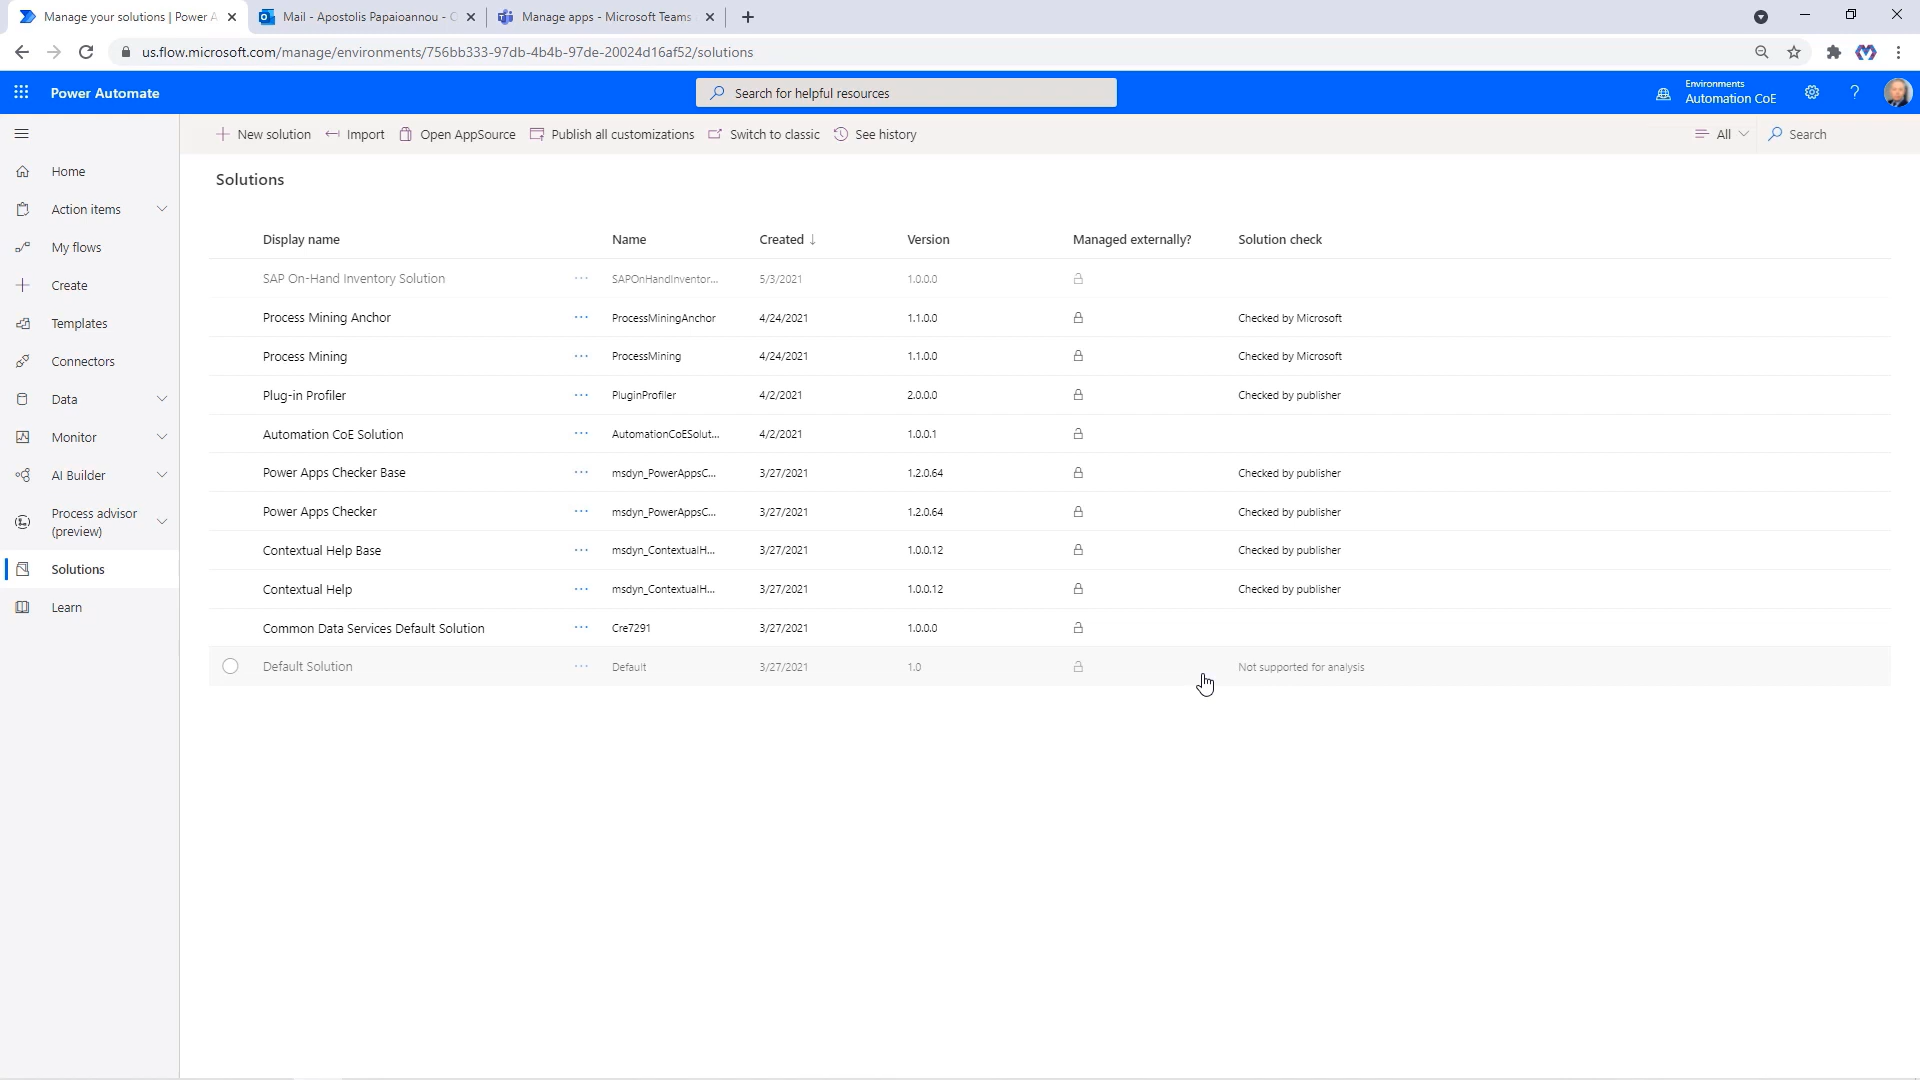 Manage your solutions | Power A
Mail - Apostolis Papaioannou - O
Manage apps - Microsoft Teams
us.flow.microsoft.com/manage/environments/756bb333-97db-4b4b-97de-20024d16af52/solutions
Power Automate
Search for helpful resources
Environments
Automation CoE
?
New solution
Import
Open AppSource
Publish all customizations
Switch to classic
See history
All
Search
Home
Action items
My flows
Create
Templates
Connectors
Data
Monitor
AI Builder
Process advisor
(preview)
Solutions
Learn
Solutions
Display name Name Created ↓ Version Managed externally? Solution check
SAP On-Hand Inventory Solution ... SAPOnHandInventor... 5/3/2021 1.0.0.0
Process Mining Anchor ... ProcessMiningAnchor 4/24/2021 1.1.0.0 Checked by Microsoft
Process Mining ... ProcessMining 4/24/2021 1.1.0.0 Checked by Microsoft
Plug-in Profiler ... PluginProfiler 4/2/2021 2.0.0.0 Checked by publisher
Automation CoE Solution ... AutomationCoESolut... 4/2/2021 1.0.0.1
Power Apps Checker Base ... msdyn_PowerAppsC... 3/27/2021 1.2.0.64 Checked by publisher
Power Apps Checker ... msdyn_PowerAppsC... 3/27/2021 1.2.0.64 Checked by publisher
Contextual Help Base ... msdyn_ContextualH... 3/27/2021 1.0.0.12 Checked by publisher
Contextual Help ... msdyn_ContextualH... 3/27/2021 1.0.0.12 Checked by publisher
Common Data Services Default Solution ... Cre7291 3/27/2021 1.0.0.0
Default Solution ... Default 3/27/2021 1.0 Not supported for analysis